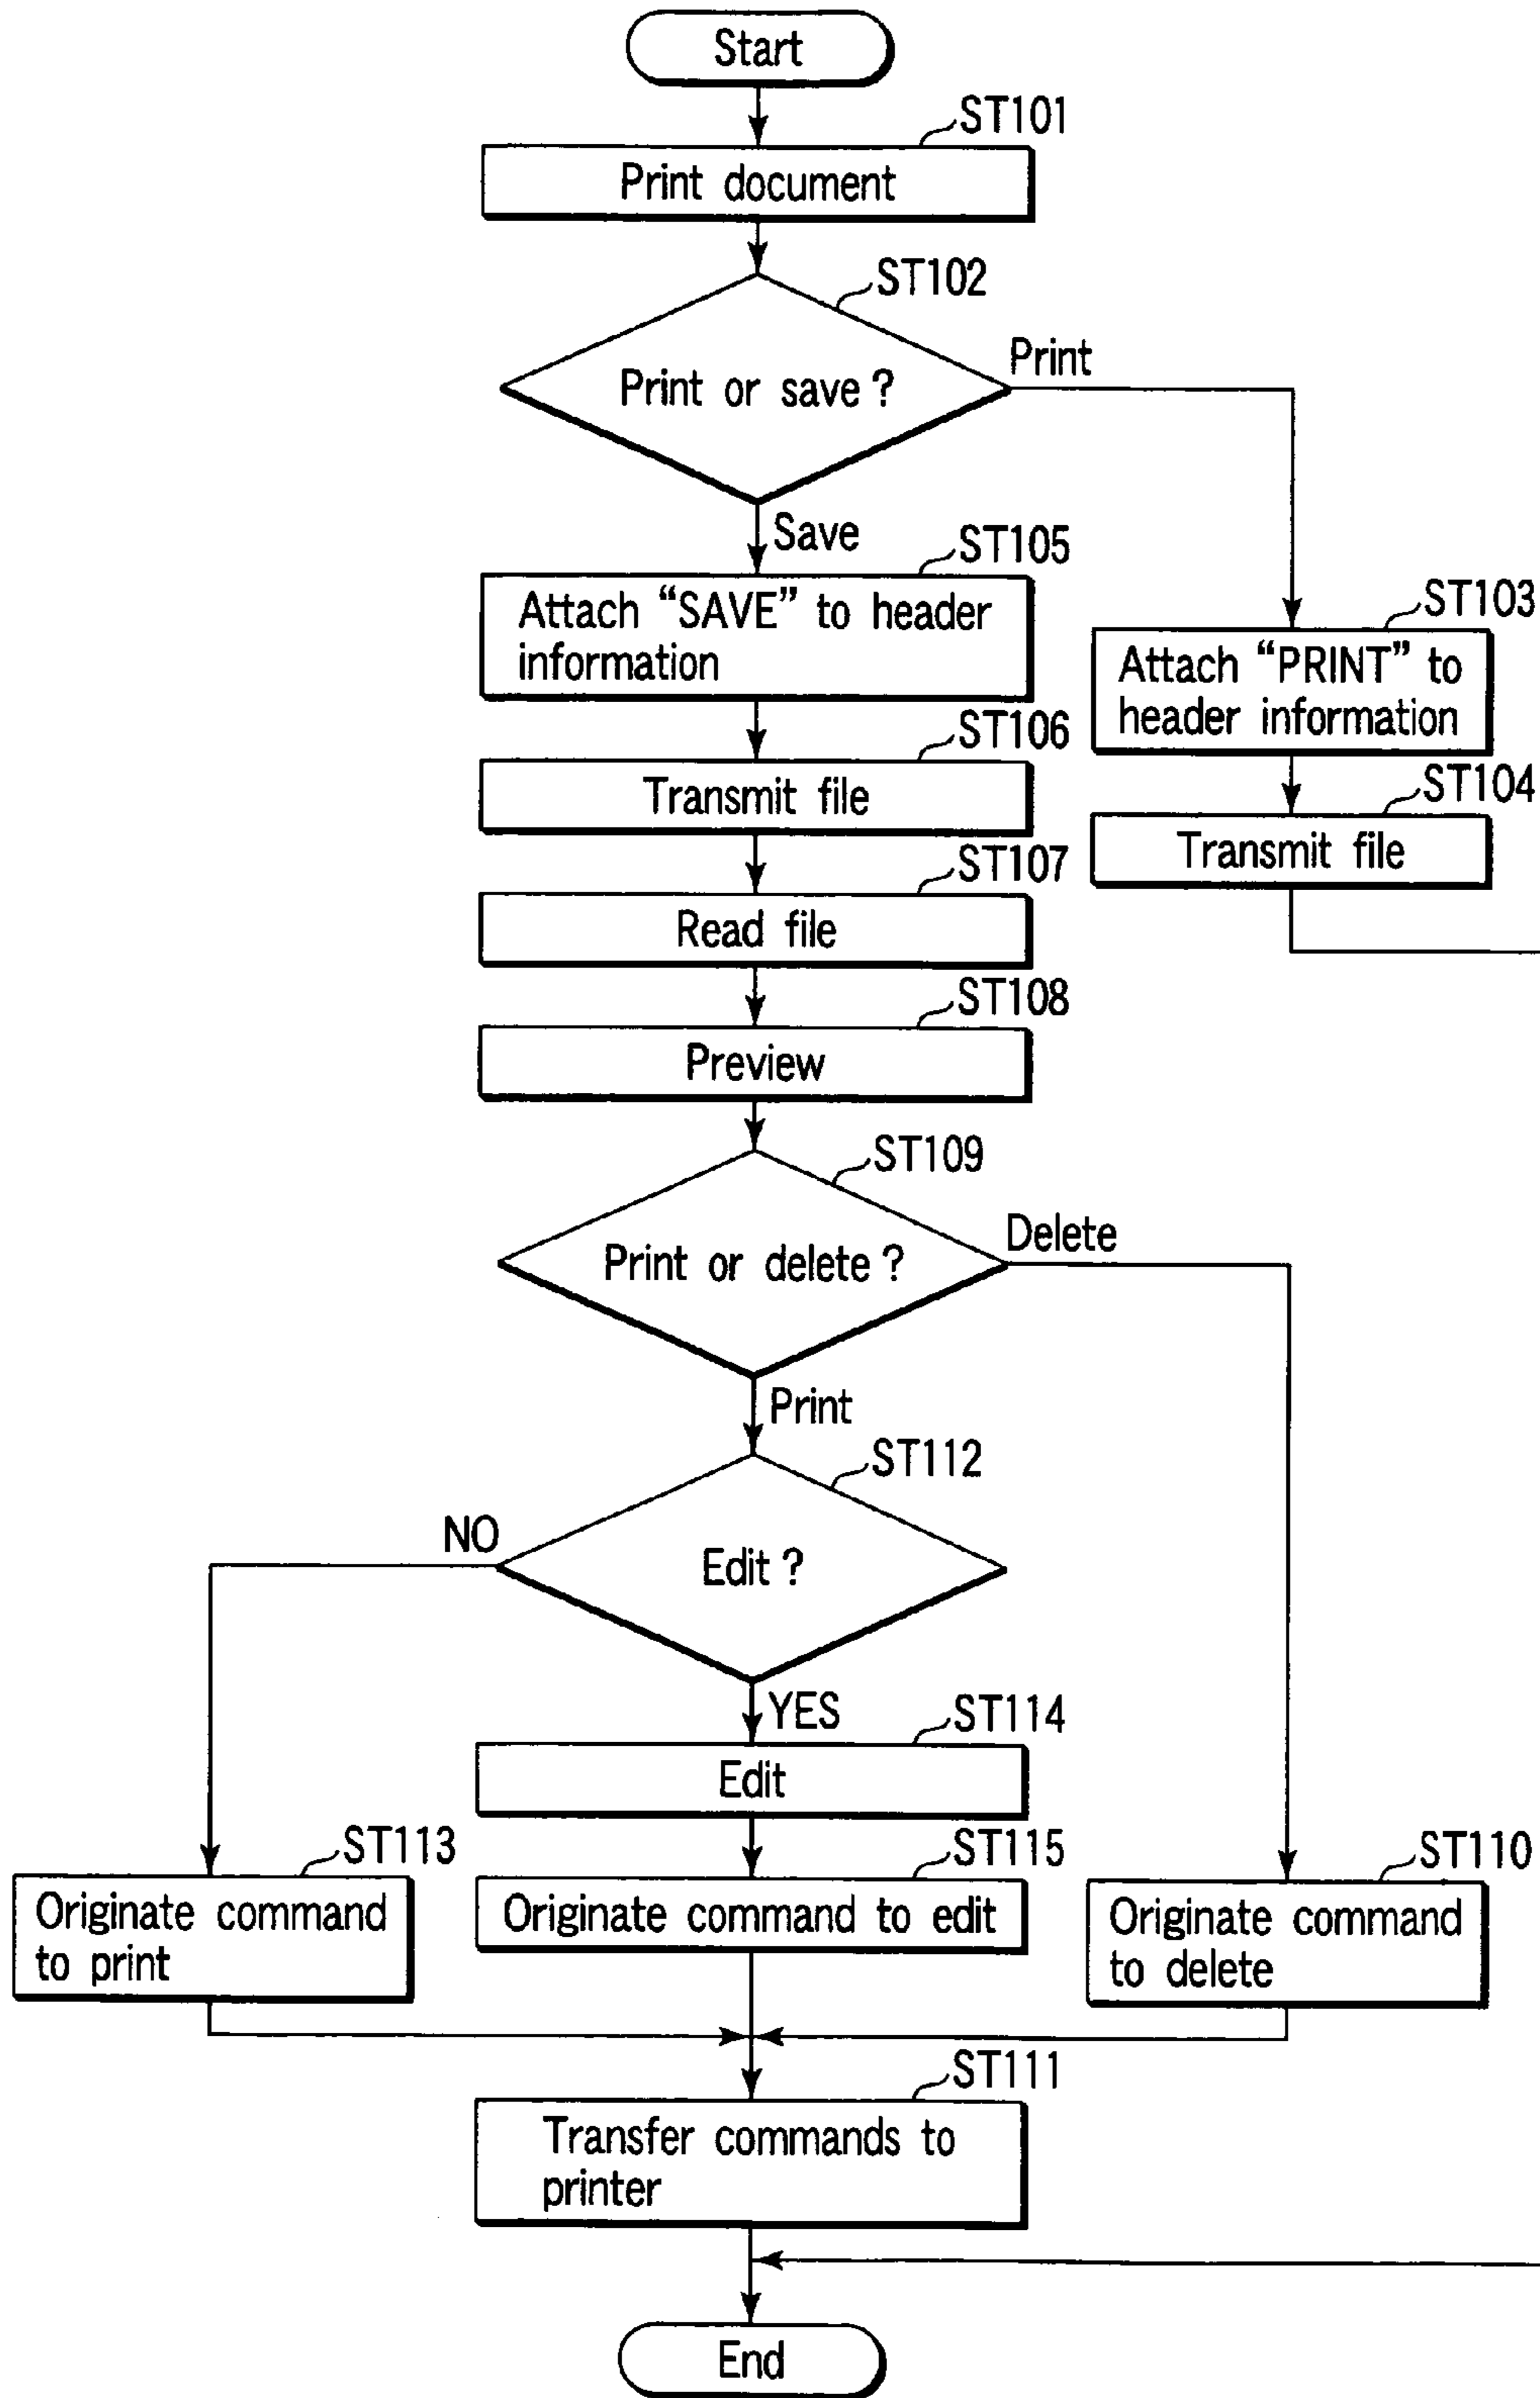 Start
ST101
Print document
ST102
Print or save ?
Print
Save
ST105
Attach “SAVE” to header
information
ST103
Attach “PRINT” to
header information
ST106
Transmit file
ST104
Transmit file
ST107
Read file
ST108
Preview
ST109
Print or delete ?
Delete
Print
ST112
Edit ?
NO
YES
ST114
Edit
ST113
Originate command
to print
ST115
Originate command to edit
ST110
Originate command
to delete
ST111
Transfer commands to
printer
End